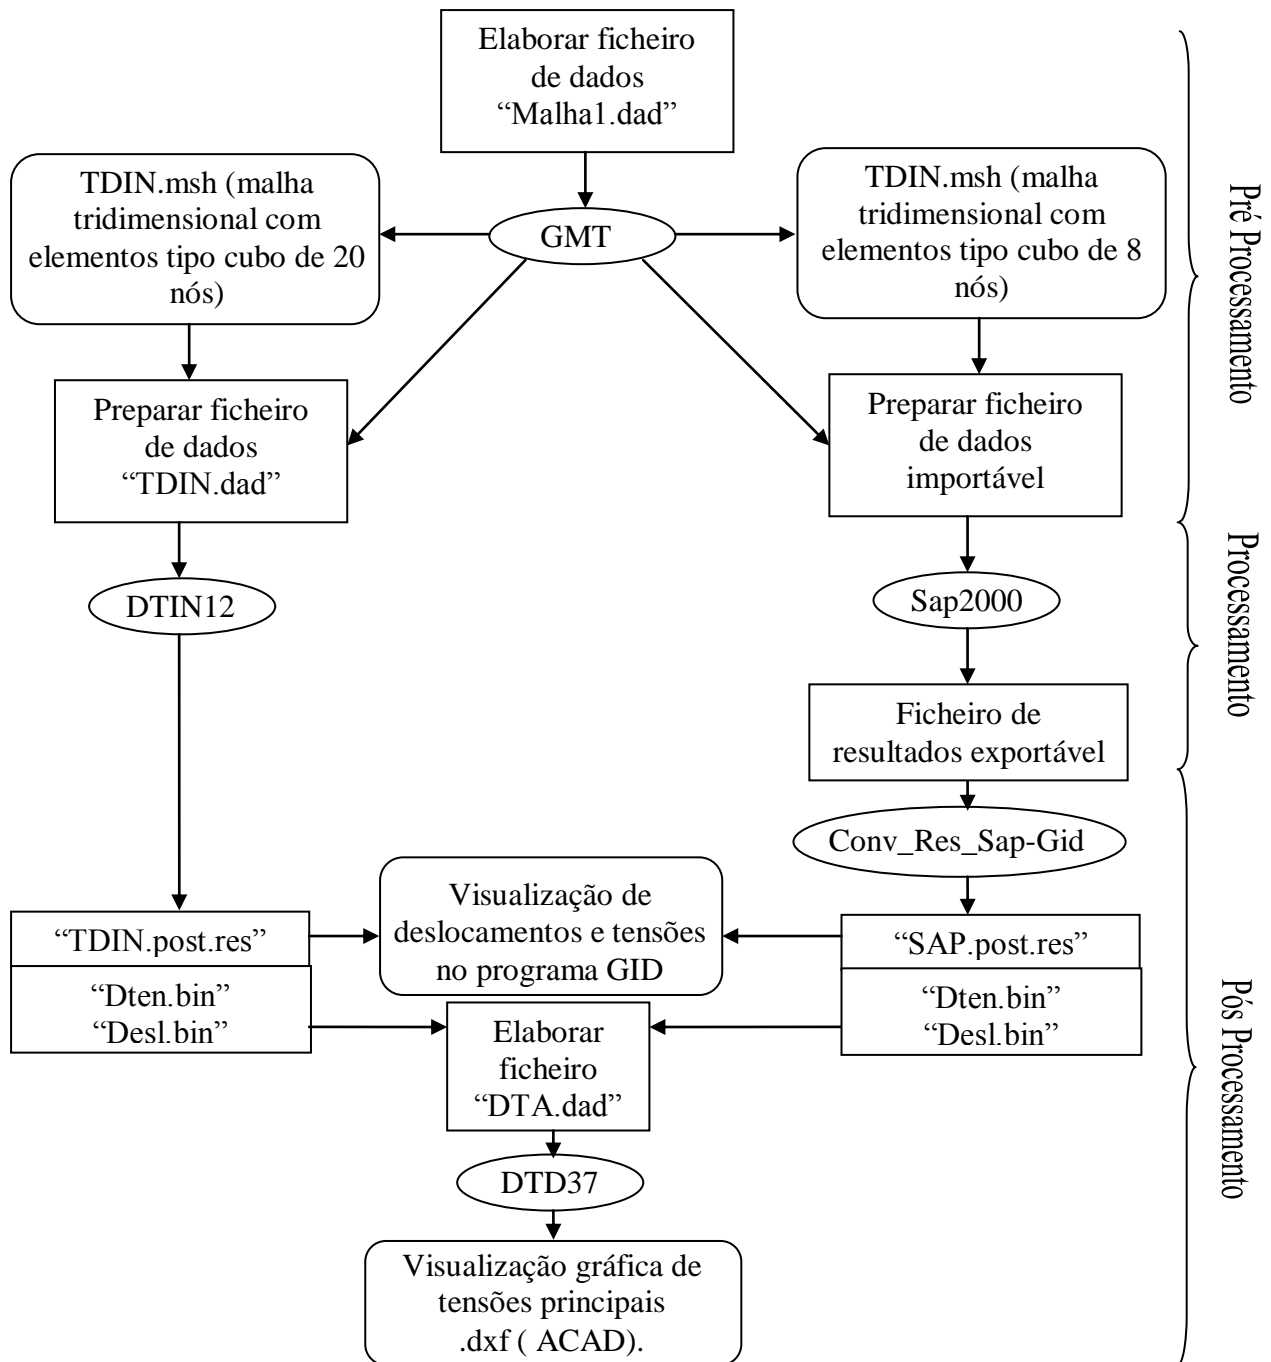 Elaborar ficheiro
de dados
“Malha1.dad”
TDIN.msh (malha
tridimensional com
elementos tipo cubo de 20
nós)
GMT
TDIN.msh (malha
tridimensional com
elementos tipo cubo de 8
nós)
Pré Processamento
Preparar ficheiro
de dados
“TDIN.dad”
Preparar ficheiro
de dados
importável
DTIN12
Sap2000
Processamento
Ficheiro de
resultados exportável
Conv_Res_Sap-Gid
“TDIN.post.res”
“Dten.bin”
“Desl.bin”
Visualização de
deslocamentos e tensões
no programa GID
“SAP.post.res”
“Dten.bin”
“Desl.bin”
Elaborar
ficheiro
“DTA.dad”
Pós Processamento
DTD37
Visualização gráfica de
tensões principais
.dxf ( ACAD).